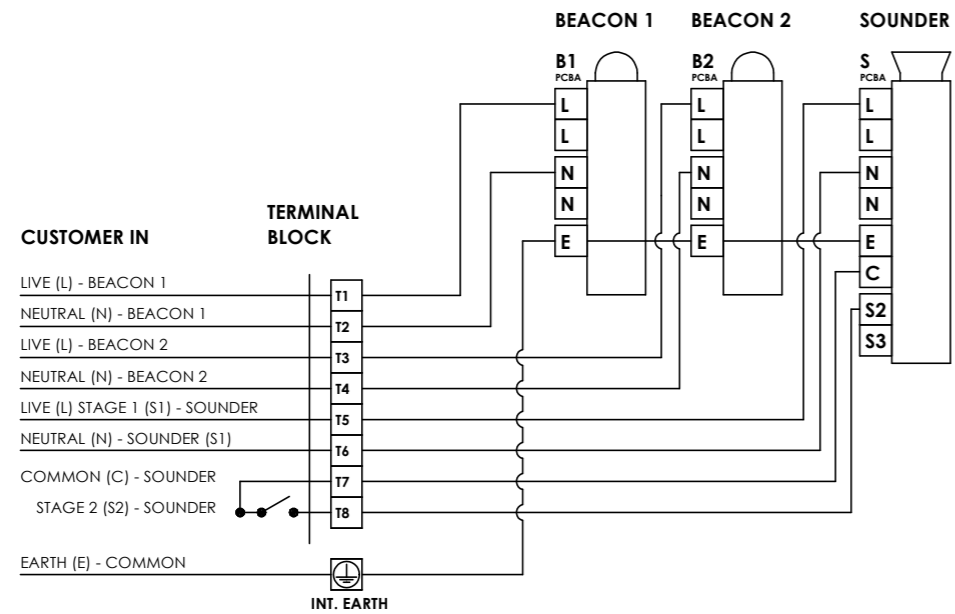 BEACON 1
BEACON 2
SOUNDER
B1
PCBA
B2
PCBA
S
PCBA
L
L
N
N
E
L
L
N
N
E
L
L
N
N
E
C
S2
S3
CUSTOMER IN
TERMINAL
BLOCK
LIVE (L) - BEACON 1
T1
NEUTRAL (N) - BEACON 1
T2
LIVE (L) - BEACON 2
T3
NEUTRAL (N) - BEACON 2
T4
LIVE (L) STAGE 1 (S1) - SOUNDER
T5
NEUTRAL (N) - SOUNDER (S1)
T6
COMMON (C) - SOUNDER
T7
STAGE 2 (S2) - SOUNDER
T8
EARTH (E) - COMMON
INT. EARTH